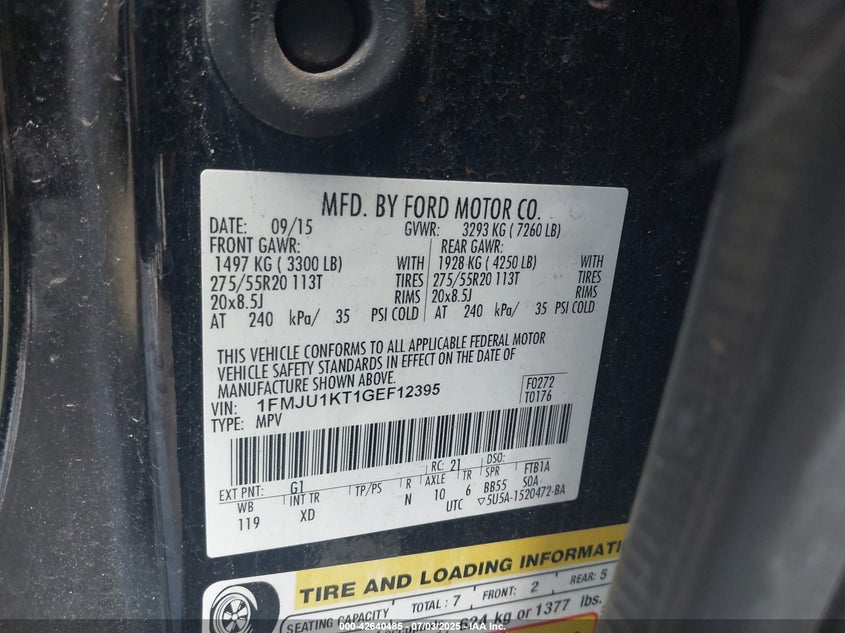 MFD. BY FORD MOTOR CO.
DATE: 09/15 GVWR: 3293 KG ( 7260 LB)
FRONT GAWR: REAR GAWR:
1497 KG ( 3300 LB) WITH 1928 KG ( 4250 LB) WITH
275/55R20 113T TIRES 275/55R20 113T TIRES
20x8.5J RIMS 20x8.5J RIMS
AT 240 kPa/ 35 PSI COLD AT 240 kPa/ 35 PSI COLD
THIS VEHICLE CONFORMS TO ALL APPLICABLE FEDERAL MOTOR
VEHICLE SAFETY STANDARDS IN EFFECT ON THE DATE OF
MANUFACTURE SHOWN ABOVE.
VIN: 1FMJU1KT1GEF12395 F0272
TYPE: MPV T0176
EXT PNT: G1 RC: 21 DSO:
WB INT TR TP/PS R AXLE TR SPR FTB1A
119 XD N 10 6 BB55 SOA
UTC ▽5U5A-1520472-BA
TIRE AND LOADING INFORMATI
SEATING CAPACITY TOTAL: 7 FRONT: 2 REAR: 5
624 kg or 1377 lbs.
000-42640485 - 07/03/2025 - IAA Inc.